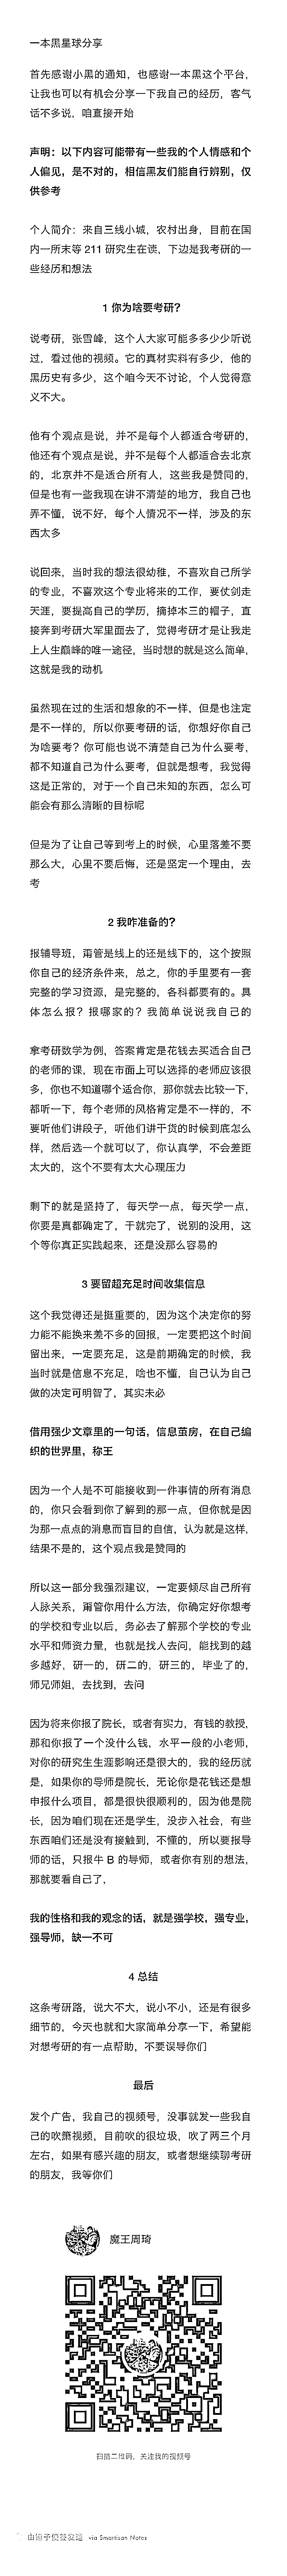 一本黑星球分享
首先感谢小黑的通知，也感谢一本黑这个平台，
让我也可以有机会分享一下我自己的经历，客气
话不多说，咱直接开始
声明：以下内容可能带有一些我的个人情感和个
人偏见，是不对的，相信黑友们能自行辨别，仅
供参考
个人简介：来自三线小城，农村出身，目前在国
内一所末等 211 研究生在读，下边是我考研的一
些经历和想法
1 你为啥要考研？
说考研，张雪峰，这个人大家可能多多少少听说
过，看过他的视频。它的真材实料有多少，他的
黑历史有多少，这个咱今天不讨论，个人觉得意
义不大。
他有个观点是说，并不是每个人都适合考研的，
他还有个观点是说，并不是每个人都适合去北京
的，北京并不是适合所有人，这些我是赞同的，
但是也有一些我现在讲不清楚的地方，我自己也
弄不懂，说不好，每个人情况不一样，涉及的东
西太多
说回来，当时我的想法很幼稚，不喜欢自己所学
的专业，不喜欢这个专业将来的工作，要仗剑走
天涯，要提高自己的学历，摘掉本三的帽子，直
接奔到考研大军里面去了，觉得考研才是让我走
上人生巅峰的唯一途径，当时想的就是这么简单，
这就是我的动机
虽然现在过的生活和想象的不一样，但是也注定
是不一样的，所以你要考研的话，你想好你自己
为啥要考？你可能也说不清楚自己为什么要考，
都不知道自己为什么要考，但就是想考，我觉得
这是正常的，对于一个自己未知的东西，怎么可
能会有那么清晰的目标呢
但是为了让自己等到考上的时候，心里落差不要
那么大，心里不要后悔，还是坚定一个理由，去
考
2 我咋准备的？
报辅导班，甭管是线上的还是线下的，这个按照
你自己的经济条件来，总之，你的手里要有一套
完整的学习资源，是完整的，各科都要有的。具
体怎么报？报哪家的？我简单说说我自己的
拿考研数学为例，答案肯定是花钱去买适合自己
的老师的课，现在市面上可以选择的老师应该很
多，你也不知道哪个适合你，那你就去比较一下，
都听一下，每个老师的风格肯定是不一样的，不
要听他们讲段子，听他们讲干货的时候到底怎么
样，然后选一个就可以了，你认真学，不会差距
太大的，这个不要有太大心理压力
剩下的就是坚持了，每天学一点，每天学一点，
你要是真都确定了，干就完了，说别的没用，这
个等你真正实践起来，还是没那么容易的
3 要留超充足时间收集信息
这个我觉得还是挺重要的，因为这个决定你的努
力能不能换来差不多的回报，一定要把这个时间
留出来，一定要充足，这是前期确定的时候，我
当时就是信息不充足，啥也不懂，自己认为自己
做的决定可明智了，其实未必
借用强少文章里的一句话，信息茧房，在自己编
织的世界里，称王
因为一个人是不可能接收到一件事情的所有消息
的，你只会看到你了解到的那一点，但你就是因
为那一点点的消息而盲目的自信，认为就是这样，
结果不是的，这个观点我是赞同的
所以这一部分我强烈建议，一定要倾尽自己所有
人脉关系，甭管你用什么方法，你确定好你想考
的学校和专业以后，务必去了解那个学校的专业
水平和师资力量，也就是找人去问，能找到的越
多越好，研一的，研二的，研三的，毕业了的，
师兄师姐，去找到，去问
因为将来你报了院长，或者有实力，有钱的教授，
那和你报了一个没什么钱，水平一般的小老师，
对你的研究生生涯影响还是很大的，我的经历就
是，如果你的导师是院长，无论你是花钱还是想
申报什么项目，都是很快很顺利的，因为他是院
长，因为咱们现在还是学生，没步入社会，有些
东西咱们还是没有接触到，不懂的，所以要报导
师的话，只报牛 B 的导师，或者你有别的想法，
那就要看自己了，
我的性格和我的观念的话，就是强学校，强专业，
强导师，缺一不可
4 总结
这条考研路，说大不大，说小不小，还是有很多
细节的，今天也就和大家简单分享一下，希望能
对想考研的有一点帮助，不要误导你们
最后
发个广告，我自己的视频号，没事就发一些我自
己的吹箫视频，目前吹的很垃圾，吹了两三个月
左右，如果有感兴趣的朋友，或者想继续聊考研
的朋友，我等你们
魔王周琦
扫描二维码，关注我的视频号
via Smartisan Notes